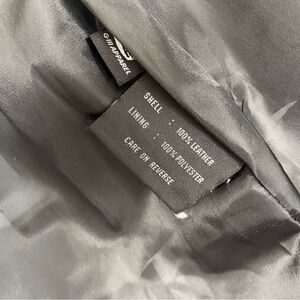 G-III APPAREL
SHELL : 100% LEATHER
LINING : 100% POLYESTER
CARE ON REVERSE